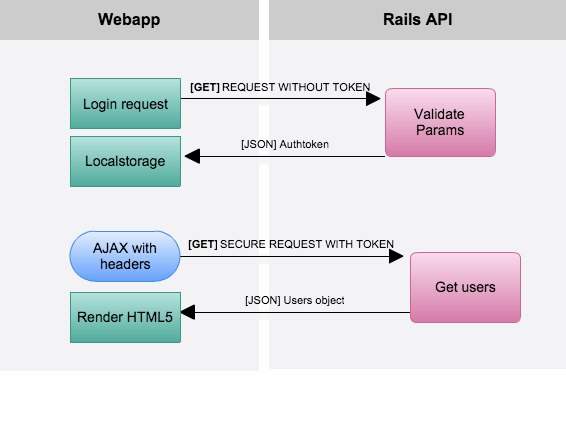 Webapp
Rails API
[GET] REQUEST WITHOUT TOKEN
Login request
Validate
Params
[JSON] Authtoken
Localstorage
[GET] SECURE REQUEST WITH TOKEN
AJAX with
headers
Get users
[JSON] Users object
Render HTML5